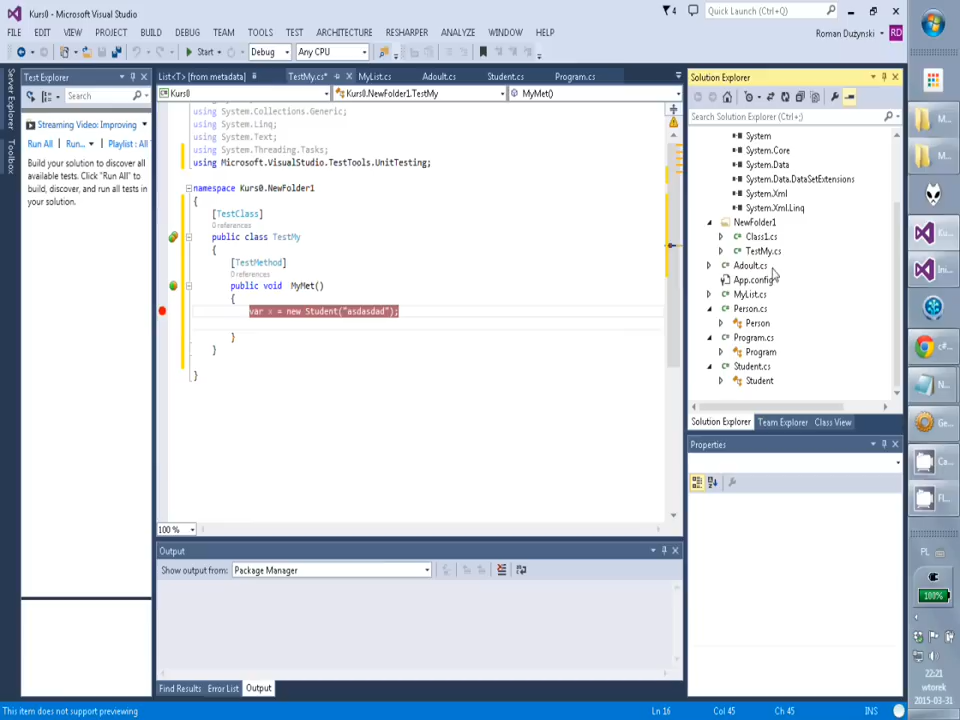 Kurs0 - Microsoft Visual Studio
4
Quick Launch (Ctrl+Q)
FILE EDIT VIEW PROJECT BUILD DEBUG TEAM TOOLS TEST ARCHITECTURE RESHARPER ANALYZE WINDOW HELP
Roman Duzynski
RD
Start
Debug
Any CPU
Server Explorer
Toolbox
Test Explorer
Search
Streaming Video: Improving
Run All
Run...
Playlist : All
Build your solution to discover all
available tests. Click "Run All" to
build, discover, and run all tests in
your solution.
List<T> [from metadata]
TestMy.cs*
MyList.cs
Adoult.cs
Student.cs
Program.cs
Kurs0
Kurs0.NewFolder1.TestMy
MyMet()
using System.Collections.Generic;
using System.Linq;
using System.Text;
using System.Threading.Tasks;
using Microsoft.VisualStudio.TestTools.UnitTesting;
namespace Kurs0.NewFolder1
{
[TestClass]
0 references
public class TestMy
{
[TestMethod]
0 references
public void MyMet()
{
var s = new Student("asdasdad");
}
}
}
100 %
Output
Show output from:
Package Manager
Find Results
Error List
Output
Solution Explorer
Search Solution Explorer (Ctrl+;)
System
System.Core
System.Data
System.Data.DataSetExtensions
System.Xml
System.Xml.Linq
NewFolder1
Class1.cs
TestMy.cs
Adoult.cs
App.config
MyList.cs
Person.cs
Person
Program.cs
Program
Student.cs
Student
Solution Explorer
Team Explorer
Class View
Properties
M...
M...
Ku...
Ini...
c#...
N...
Ge...
Ca...
Fl...
PL
100%
22:21
wtorek
2015-03-31
This item does not support previewing
Ln 16
Col 45
Ch 45
INS